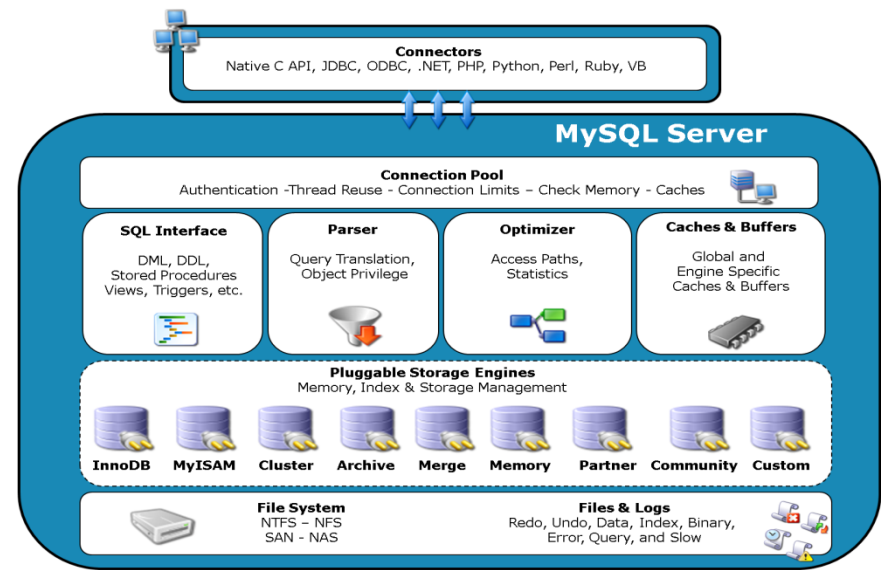 Connectors
Native C API, JDBC, ODBC, .NET, PHP, Python, Perl, Ruby, VB
MySQL Server
Connection Pool
Authentication -Thread Reuse - Connection Limits – Check Memory - Caches
SQL Interface
DML, DDL,
Stored Procedures
Views, Triggers, etc.
Parser
Query Translation,
Object Privilege
Optimizer
Access Paths,
Statistics
Caches & Buffers
Global and
Engine Specific
Caches & Buffers
Pluggable Storage Engines
Memory, Index & Storage Management
InnoDB
MyISAM
Cluster
Archive
Merge
Memory
Partner
Community
Custom
File System
NTFS – NFS
SAN - NAS
Files & Logs
Redo, Undo, Data, Index, Binary,
Error, Query, and Slow